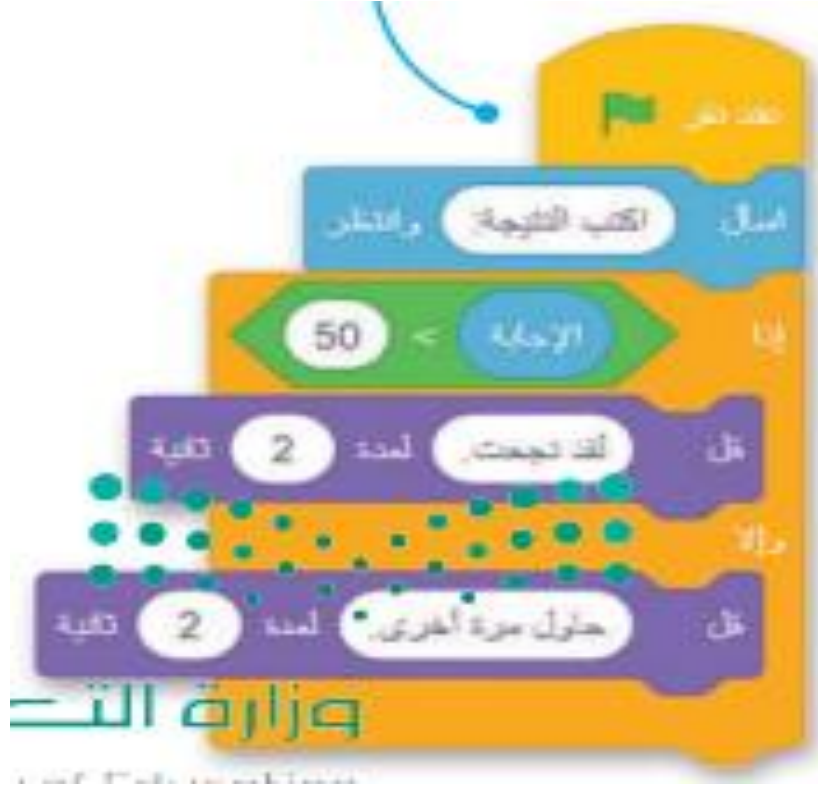 عند نقر
اسأل اكتب النتيجة: وانتظر
إذا الإجابة > 50
قل لقد نجحت. لمدة 2 ثانية
وإلا
قل حاول مرة أخرى. لمدة 2 ثانية
وزارة